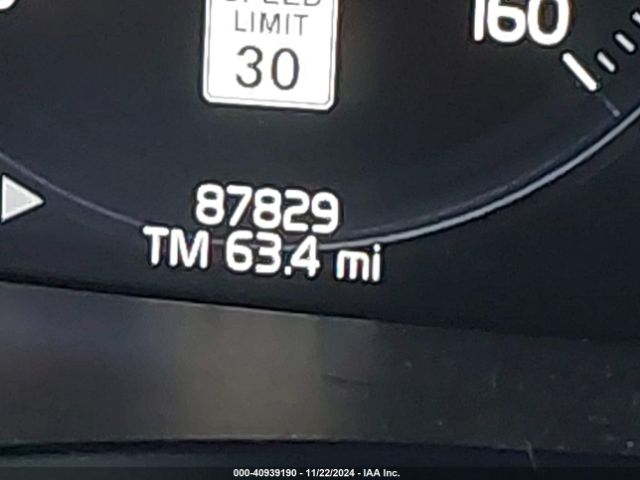 SPEED
LIMIT
30
160
87829
TM 63.4 mi
000-40939190 - 11/22/2024 - IAA Inc.